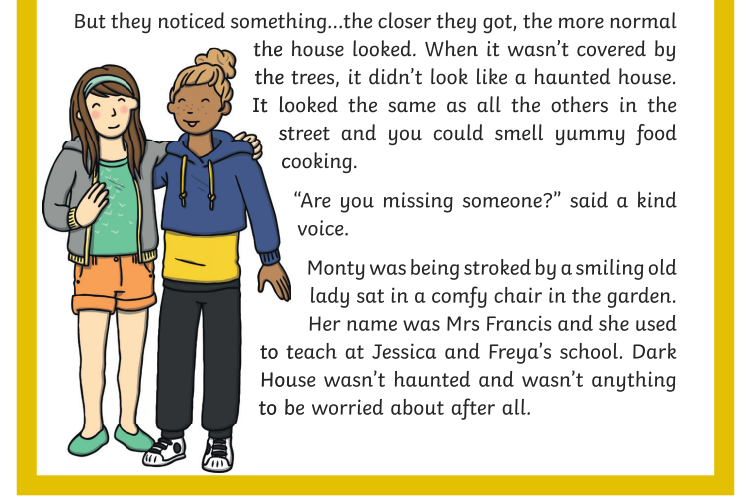 But they noticed something...the closer they got, the more normal
the house looked. When it wasn't covered by
the trees, it didn't look like a haunted house.
It looked the same as all the others in the
street and you could smell yummy food
cooking.
“Are you missing someone?” said a kind
voice.
Monty was being stroked by a smiling old
lady sat in a comfy chair in the garden.
Her name was Mrs Francis and she used
to teach at Jessica and Freya's school. Dark
House wasn't haunted and wasn't anything
to be worried about after all.